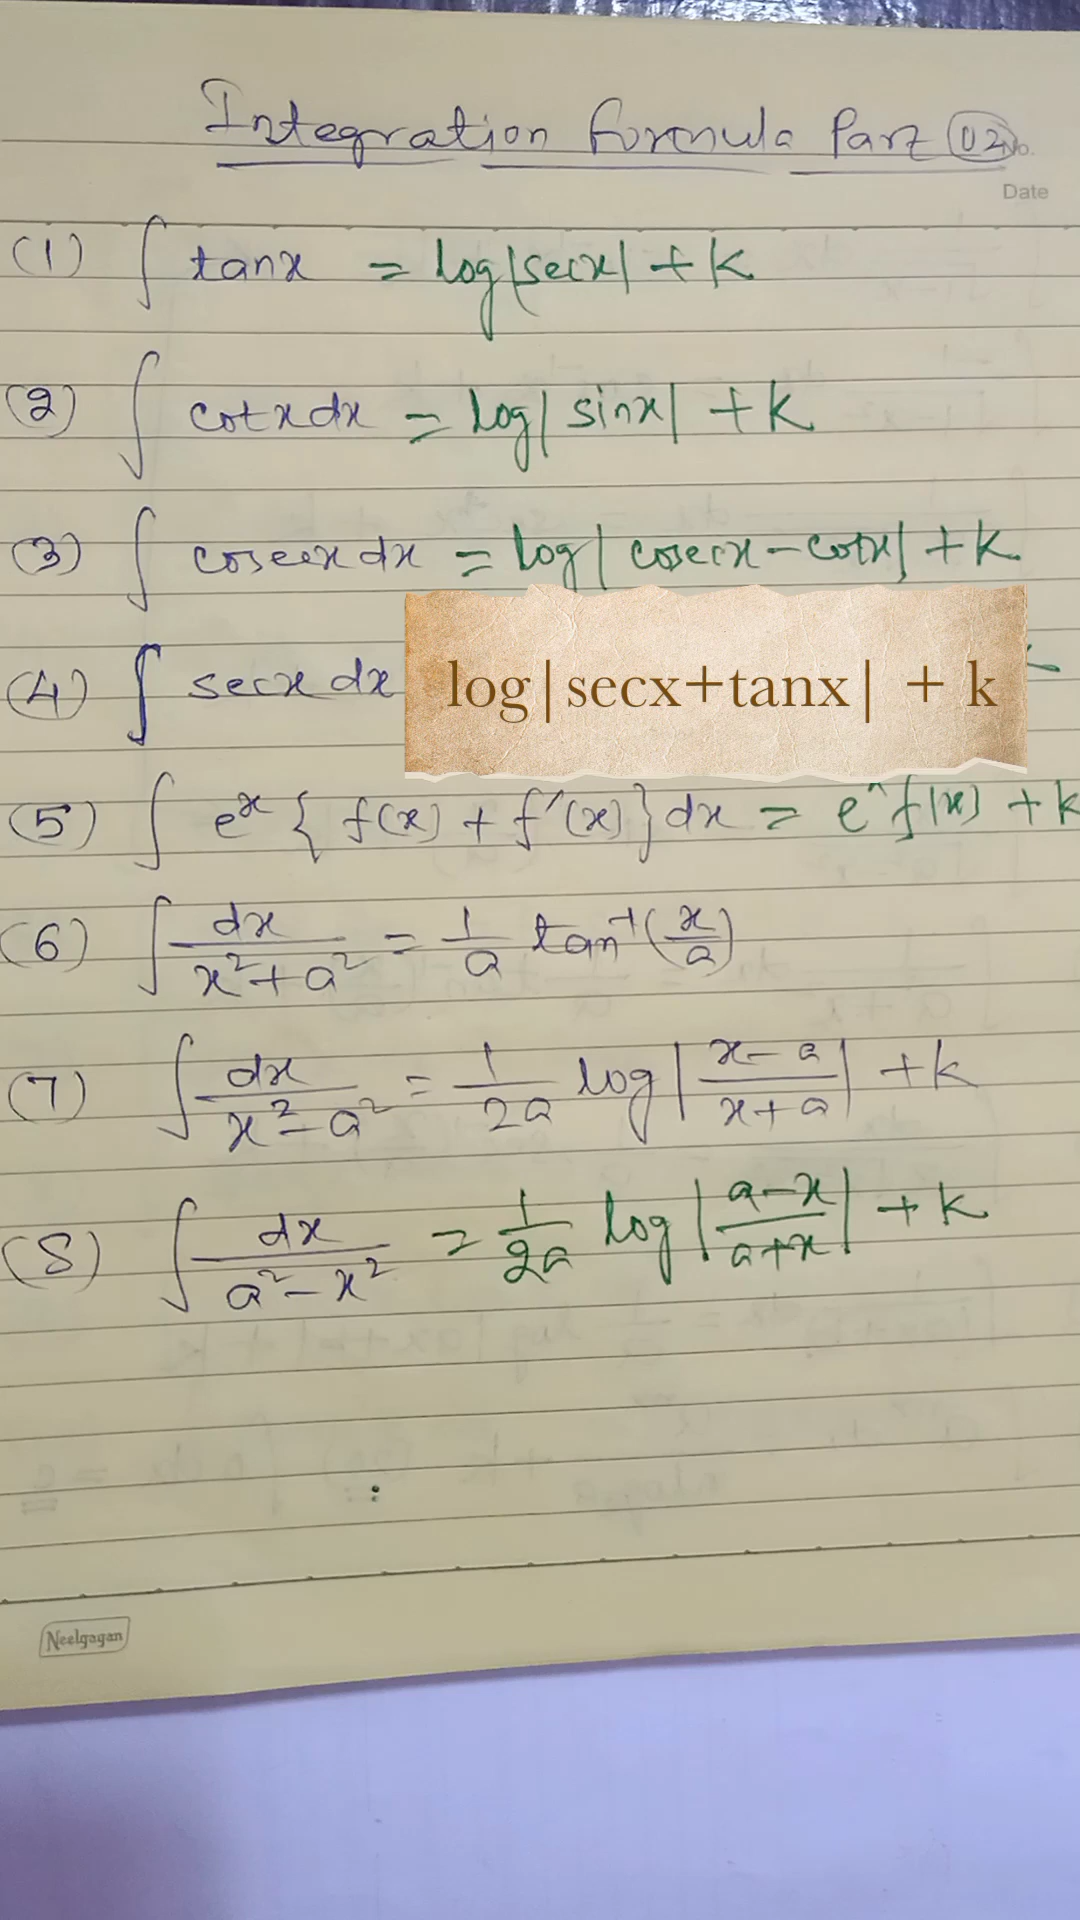 Integration Formula Part 02
No.
Date
(1) ∫ tanx = log|secx| + k
(2) ∫ cotx dx = log| sinx| + k
(3) ∫ cosecx dx = log| cosecx - cotx| + k
(4) ∫ secx dx log|secx+tanx| + k
(5) ∫ eˣ { f(x) + f′(x)} dx = eˣ f(x) + k
(6) ∫ dx/(x²+a²) = 1/a tan⁻¹(x/a)
(7) ∫ dx/(x²-a²) = 1/2a log| (x-a)/(x+a) | + k
(8) ∫ dx/(a²-x²) = 1/2a log| (a-x)/(a+x) | + k
Neelgagan